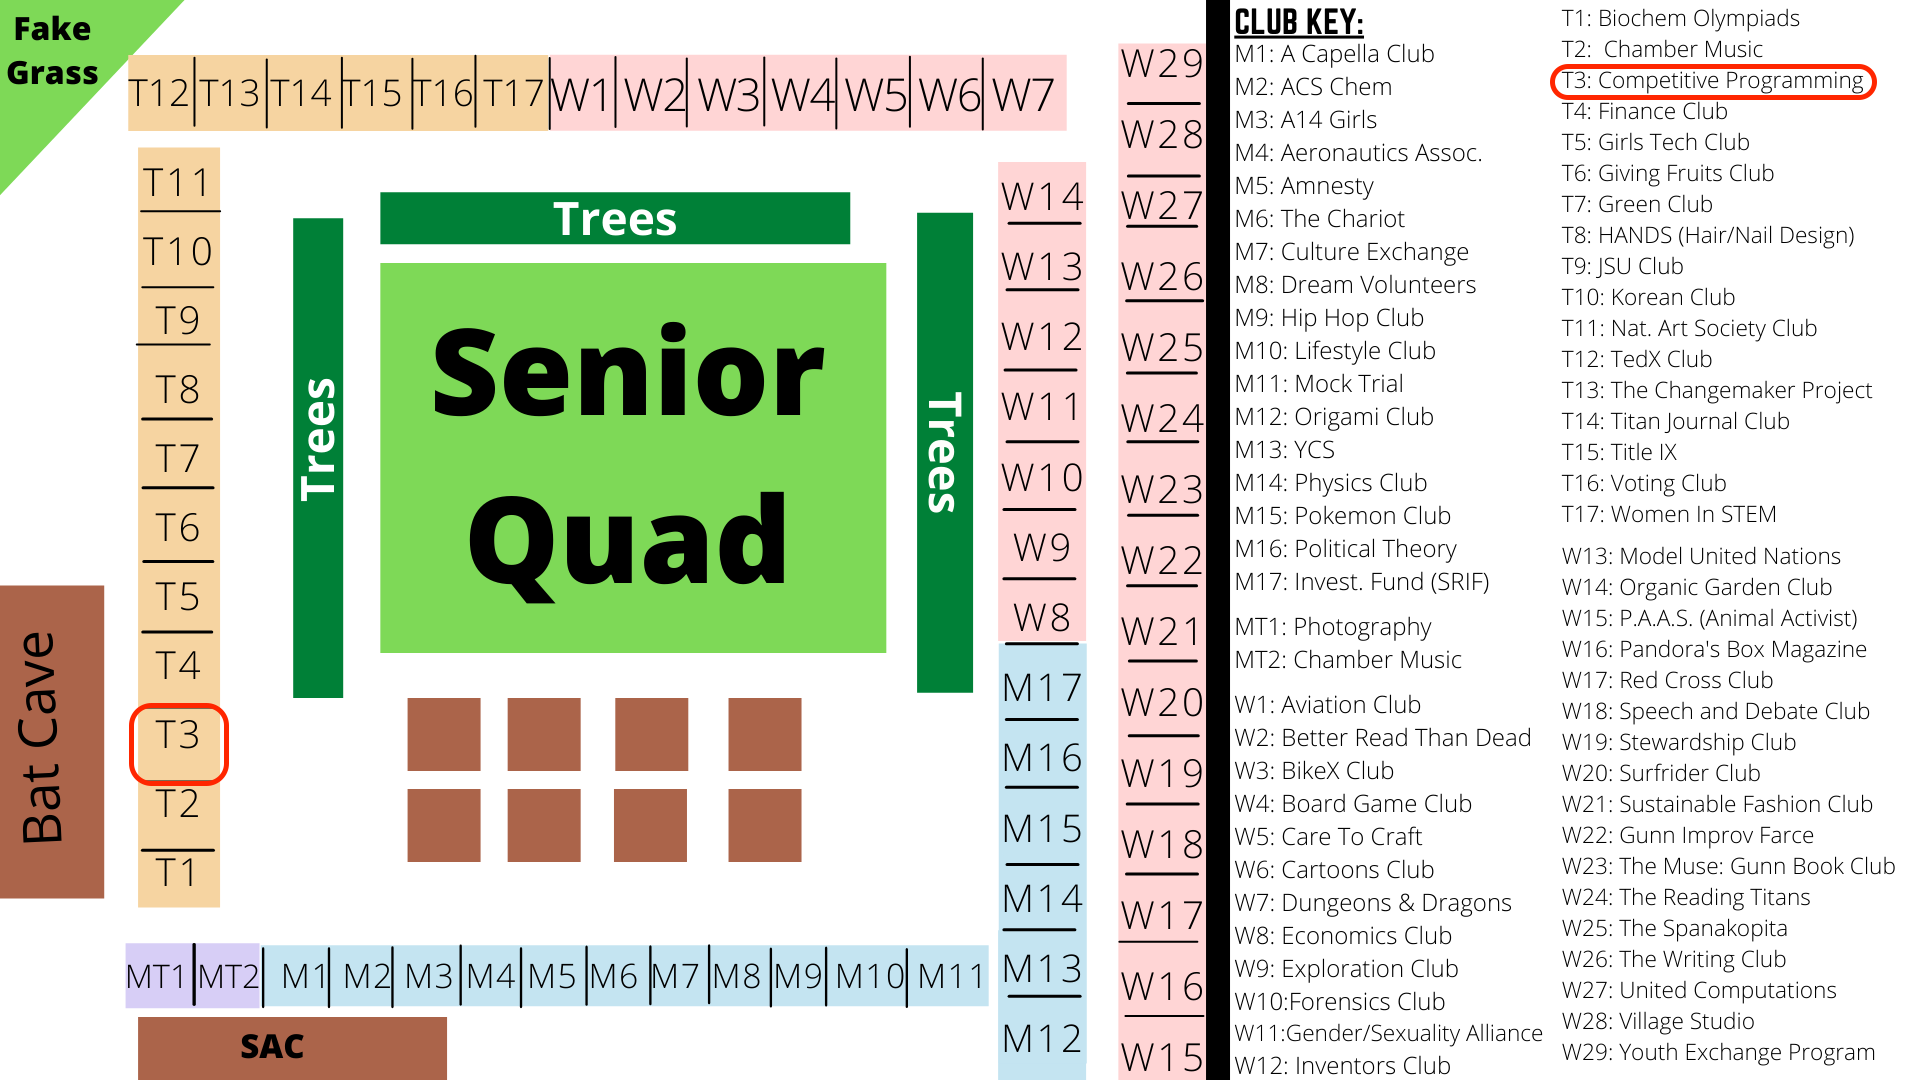 Fake
Grass
T12 T13 T14 T15 T16 T17 W1 W2 W3 W4 W5 W6 W7
T11
T10
T9
T8
T7
T6
T5
T4
T3
T2
T1
Bat Cave
Trees
Trees
Trees
Senior
Quad
W14
W13
W12
W11
W10
W9
W8
M17
M16
M15
M14
M13
M12
W29
W28
W27
W26
W25
W24
W23
W22
W21
W20
W19
W18
W17
W16
W15
MT1 MT2 M1 M2 M3 M4 M5 M6 M7 M8 M9 M10 M11
SAC
CLUB KEY:
M1: A Capella Club
M2: ACS Chem
M3: A14 Girls
M4: Aeronautics Assoc.
M5: Amnesty
M6: The Chariot
M7: Culture Exchange
M8: Dream Volunteers
M9: Hip Hop Club
M10: Lifestyle Club
M11: Mock Trial
M12: Origami Club
M13: YCS
M14: Physics Club
M15: Pokemon Club
M16: Political Theory
M17: Invest. Fund (SRIF)
MT1: Photography
MT2: Chamber Music
W1: Aviation Club
W2: Better Read Than Dead
W3: BikeX Club
W4: Board Game Club
W5: Care To Craft
W6: Cartoons Club
W7: Dungeons & Dragons
W8: Economics Club
W9: Exploration Club
W10:Forensics Club
W11:Gender/Sexuality Alliance
W12: Inventors Club
T1: Biochem Olympiads
T2: Chamber Music
T3: Competitive Programming
T4: Finance Club
T5: Girls Tech Club
T6: Giving Fruits Club
T7: Green Club
T8: HANDS (Hair/Nail Design)
T9: JSU Club
T10: Korean Club
T11: Nat. Art Society Club
T12: TedX Club
T13: The Changemaker Project
T14: Titan Journal Club
T15: Title IX
T16: Voting Club
T17: Women In STEM
W13: Model United Nations
W14: Organic Garden Club
W15: P.A.A.S. (Animal Activist)
W16: Pandora's Box Magazine
W17: Red Cross Club
W18: Speech and Debate Club
W19: Stewardship Club
W20: Surfrider Club
W21: Sustainable Fashion Club
W22: Gunn Improv Farce
W23: The Muse: Gunn Book Club
W24: The Reading Titans
W25: The Spanakopita
W26: The Writing Club
W27: United Computations
W28: Village Studio
W29: Youth Exchange Program